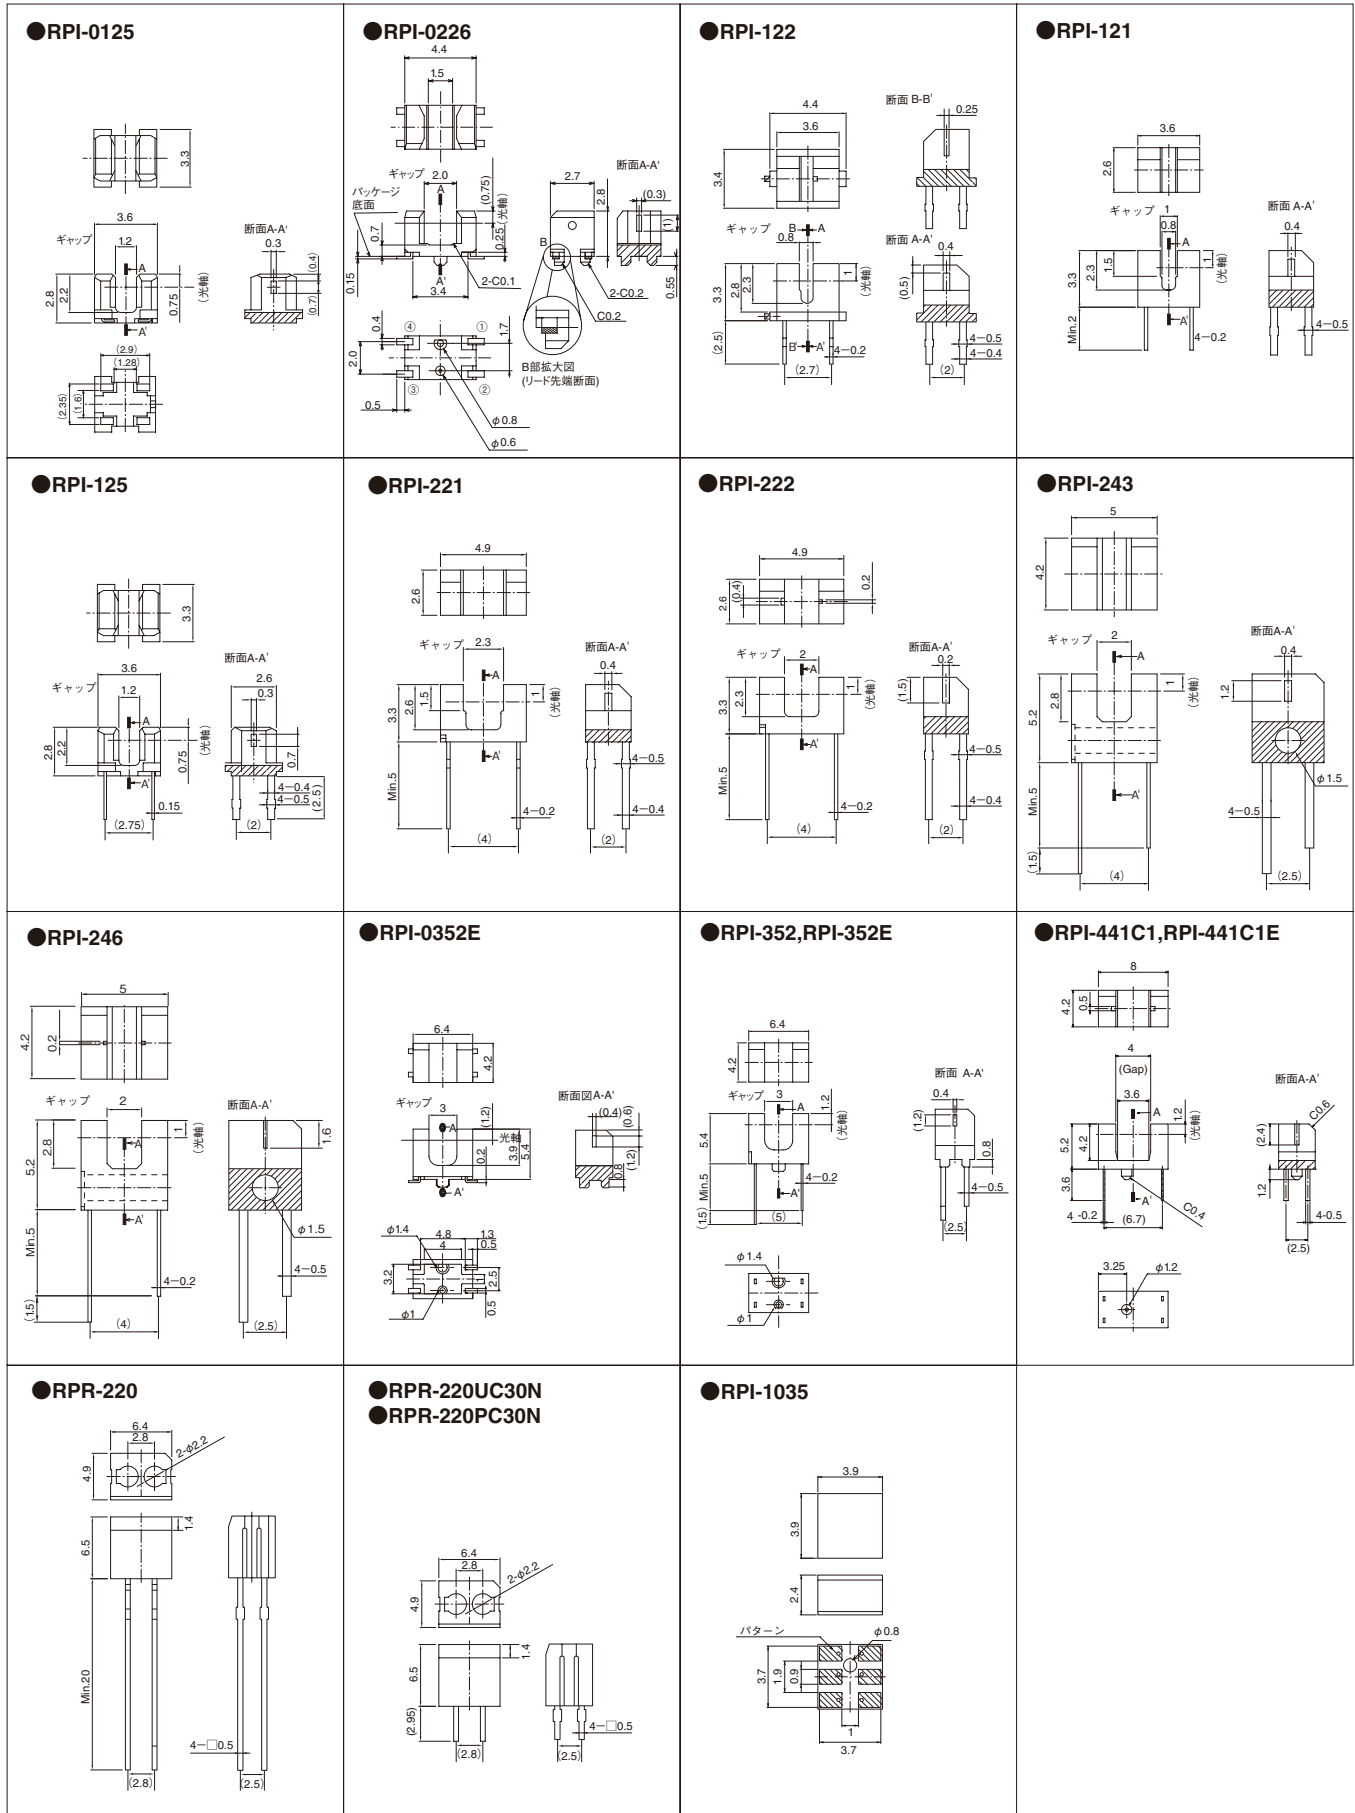 ●RPI-0125
3.3
3.6
ギャップ
1.2
A
2.8
2.2
0.75
(光軸)
A'
断面A-A'
0.3
(0.4)
(0.7)
(2.9)
(1.28)
(2.35)
(1.6)
●RPI-0226
4.4
1.5
ギャップ
2.0
A
(0.75)
パッケージ
底面
0.7
0.25
(光軸)
0.15
A'
3.4
2-C0.1
2.7
2.8
断面A-A'
(0.3)
(1)
B
0.55
2-C0.2
C0.2
B部拡大図
(リード先端断面)
0.4
④
①
1.7
2.0
③
②
0.5
φ0.8
φ0.6
●RPI-122
4.4
3.6
3.4
断面 B-B'
0.25
ギャップ
B
A
0.8
1
(光軸)
3.3
2.8
2.3
(2.5)
B'
A'
4-0.2
(2.7)
断面 A-A'
0.4
(0.5)
4-0.5
4-0.4
(2)
●RPI-121
3.6
2.6
ギャップ
1
0.8
A
3.3
2.3
1.5
1
(光軸)
Min.2
A'
4-0.2
断面 A-A'
0.4
4-0.5
●RPI-125
3.3
3.6
ギャップ
1.2
A
2.8
2.2
0.75
(光軸)
A'
0.15
(2.75)
断面A-A'
2.6
0.3
0.7
4-0.4
4-0.5
(2.5)
(2)
●RPI-221
4.9
2.6
ギャップ
2.3
A
3.3
2.6
1.5
1
(光軸)
A'
Min.5
4-0.2
(4)
断面A-A'
0.4
4-0.5
4-0.4
(2)
●RPI-222
4.9
2.6
(0.4)
0.2
ギャップ
2
A
3.3
2.3
1
(光軸)
A'
Min.5
4-0.2
(4)
断面A-A'
0.2
(1.5)
4-0.5
4-0.4
(2)
●RPI-243
5
4.2
ギャップ
2
A
5.2
2.8
1
(光軸)
Min.5
A'
(1.5)
(4)
断面A-A'
0.4
1.2
φ1.5
4-0.5
(2.5)
●RPI-246
5
4.2
0.2
ギャップ
2
A
5.2
2.8
1
(光軸)
A'
Min.5
4-0.2
(1.5)
(4)
断面A-A'
1.6
φ1.5
4-0.5
(2.5)
●RPI-0352E
6.4
4.2
ギャップ
3
A
(1.2)
光軸
0.2
3.9
5.4
A'
断面図A-A'
(0.4)
(0.6)
(1.2)
0.8
φ1.4
4.8
1.3
4
0.5
3.2
1
2.5
φ1
0.5
●RPI-352,RPI-352E
6.4
4.2
ギャップ
3
A
1.2
(光軸)
5.4
Min.5
4-0.2
A'
(1.5)
(5)
断面 A-A'
0.4
(1.2)
0.8
4-0.5
(2.5)
φ1.4
φ1
●RPI-441C1,RPI-441C1E
8
4.2
0.5
4
(Gap)
3.6
A
1.2
(光軸)
5.2
4.2
3.6
A'
4 -0.2
(6.7)
C0.4
断面A-A'
C0.6
(2.4)
1.2
4-0.5
(2.5)
3.25
φ1.2
●RPR-220
6.4
2.8
2-φ2.2
4.9
1.4
6.5
Min.20
4-□0.5
(2.8)
(2.5)
●RPR-220UC30N
●RPR-220PC30N
6.4
2.8
2-φ2.2
4.9
1.4
6.5
(2.95)
4-□0.5
(2.8)
(2.5)
●RPI-1035
3.9
3.9
2.4
パターン
φ0.8
3.7
1.9
0.9
1
3.7